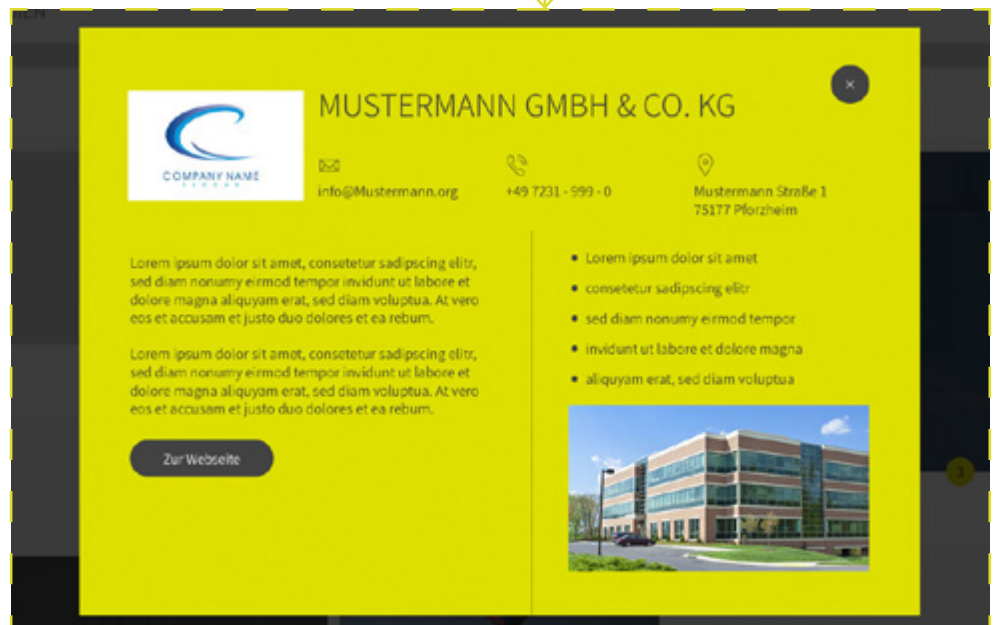 MUSTERMANN GMBH & CO. KG
COMPANY NAME
info@Mustermann.org
+49 7231 - 999 - 0
Mustermann Straße 1
75177 Pforzheim
Lorem ipsum dolor sit amet, consetetur sadipscing elitr,
sed diam nonumy eirmod tempor invidunt ut labore et
dolore magna aliquyam erat, sed diam voluptua. At vero
eos et accusam et justo duo dolores et ea rebum.
Lorem ipsum dolor sit amet, consetetur sadipscing elitr,
sed diam nonumy eirmod tempor invidunt ut labore et
dolore magna aliquyam erat, sed diam voluptua. At vero
eos et accusam et justo duo dolores et ea rebum.
Zur Webseite
• Lorem ipsum dolor sit amet
• consetetur sadipscing elitr
• sed diam nonumy eirmod tempor
• invidunt ut labore et dolore magna
• aliquyam erat, sed diam voluptua
3